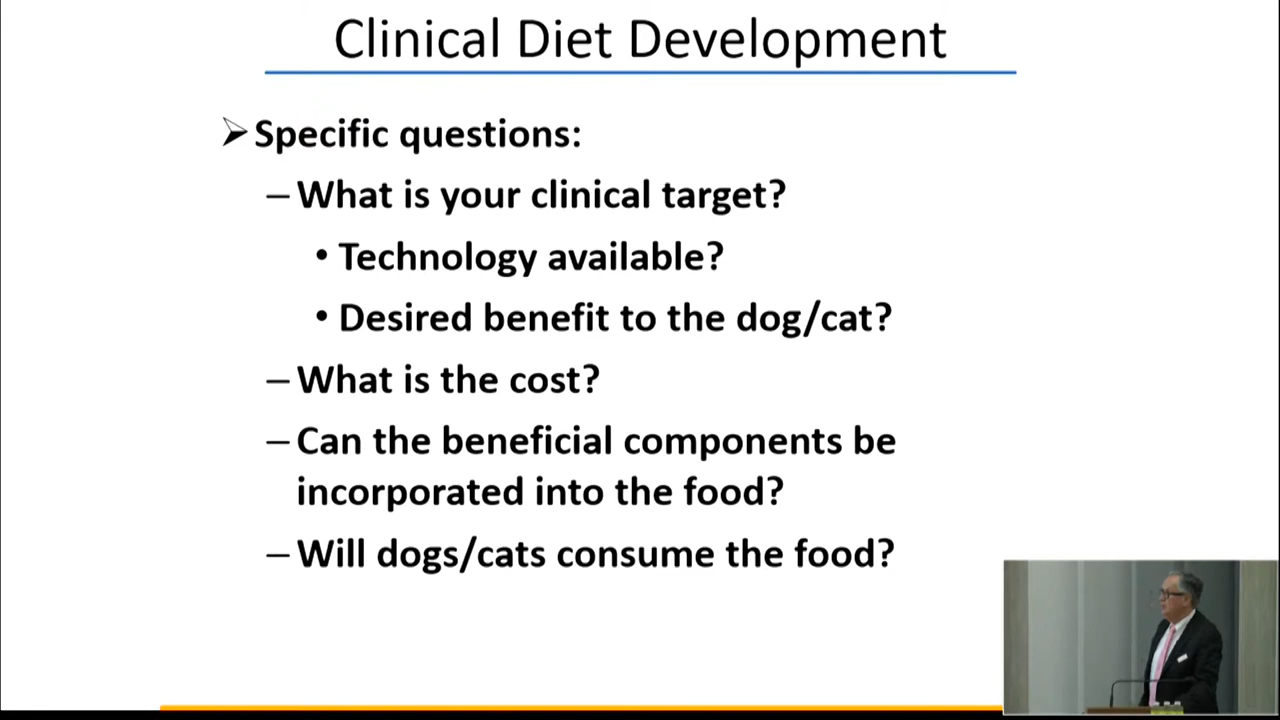 Clinical Diet Development
➢ Specific questions:
– What is your clinical target?
• Technology available?
• Desired benefit to the dog/cat?
– What is the cost?
– Can the beneficial components be
incorporated into the food?
– Will dogs/cats consume the food?